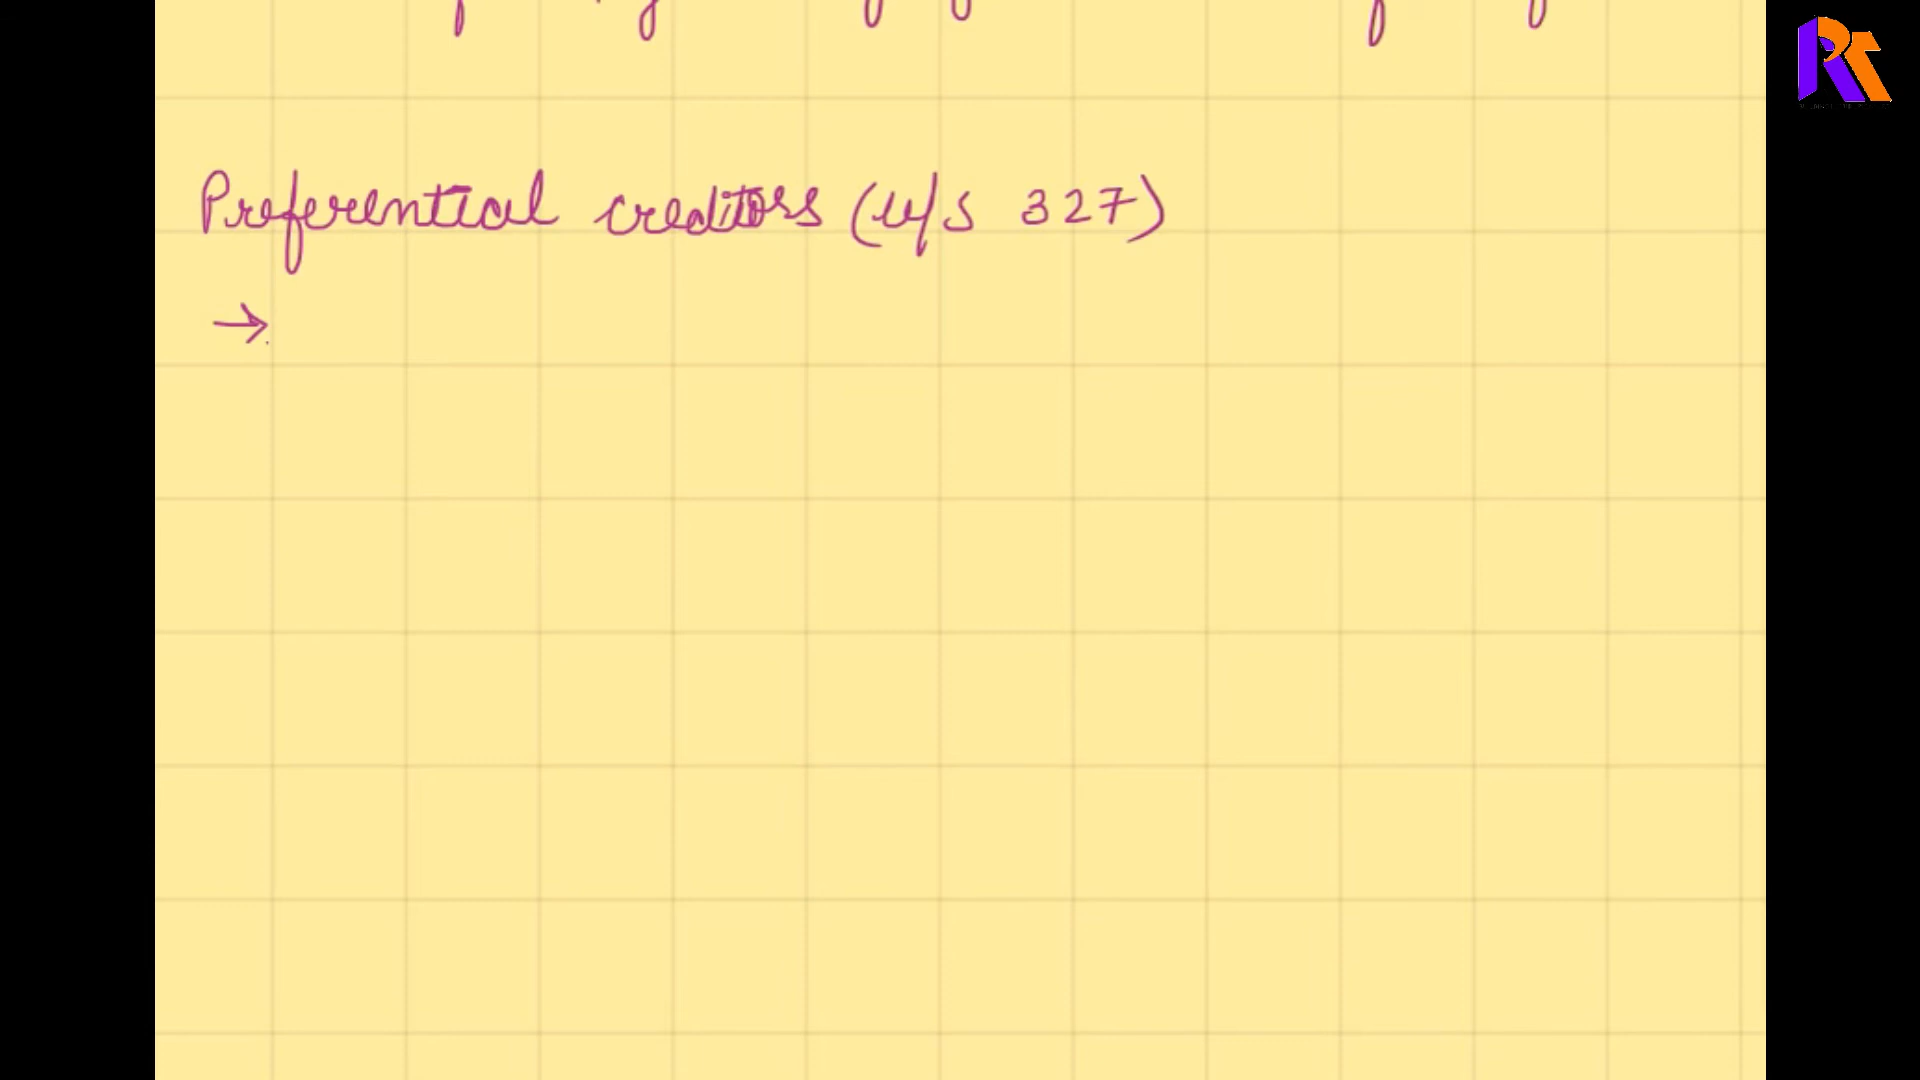 Preferential creditors (u/s 327)
→